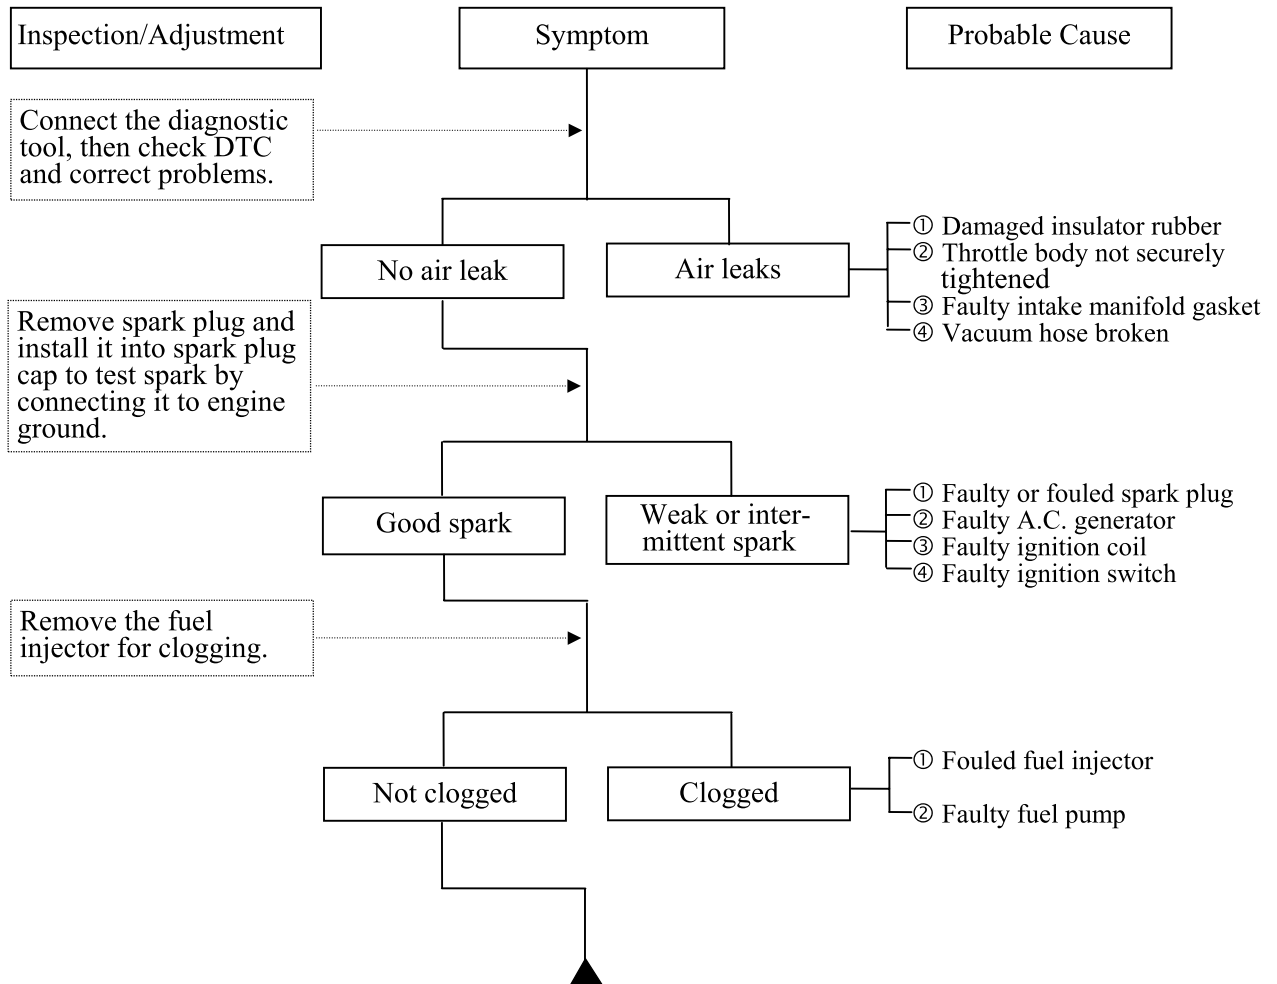 Inspection/Adjustment
Symptom
Probable Cause
Connect the diagnostic
tool, then check DTC
and correct problems.
No air leak
Air leaks
① Damaged insulator rubber
② Throttle body not securely
tightened
③ Faulty intake manifold gasket
④ Vacuum hose broken
Remove spark plug and
install it into spark plug
cap to test spark by
connecting it to engine
ground.
Good spark
Weak or inter-
mittent spark
① Faulty or fouled spark plug
② Faulty A.C. generator
③ Faulty ignition coil
④ Faulty ignition switch
Remove the fuel
injector for clogging.
Not clogged
Clogged
① Fouled fuel injector
② Faulty fuel pump